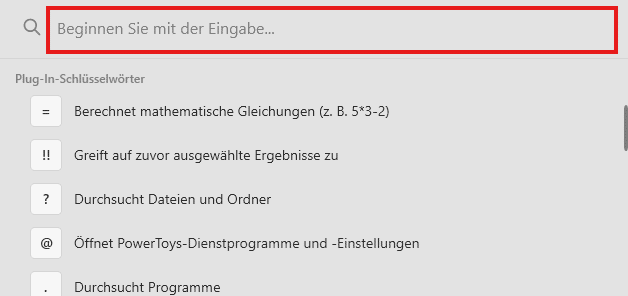 Beginnen Sie mit der Eingabe...
Plug-In-Schlüsselwörter
= Berechnet mathematische Gleichungen (z. B. 5*3-2)
!! Greift auf zuvor ausgewählte Ergebnisse zu
? Durchsucht Dateien und Ordner
@ Öffnet PowerToys-Dienstprogramme und -Einstellungen
. Durchsucht Programme